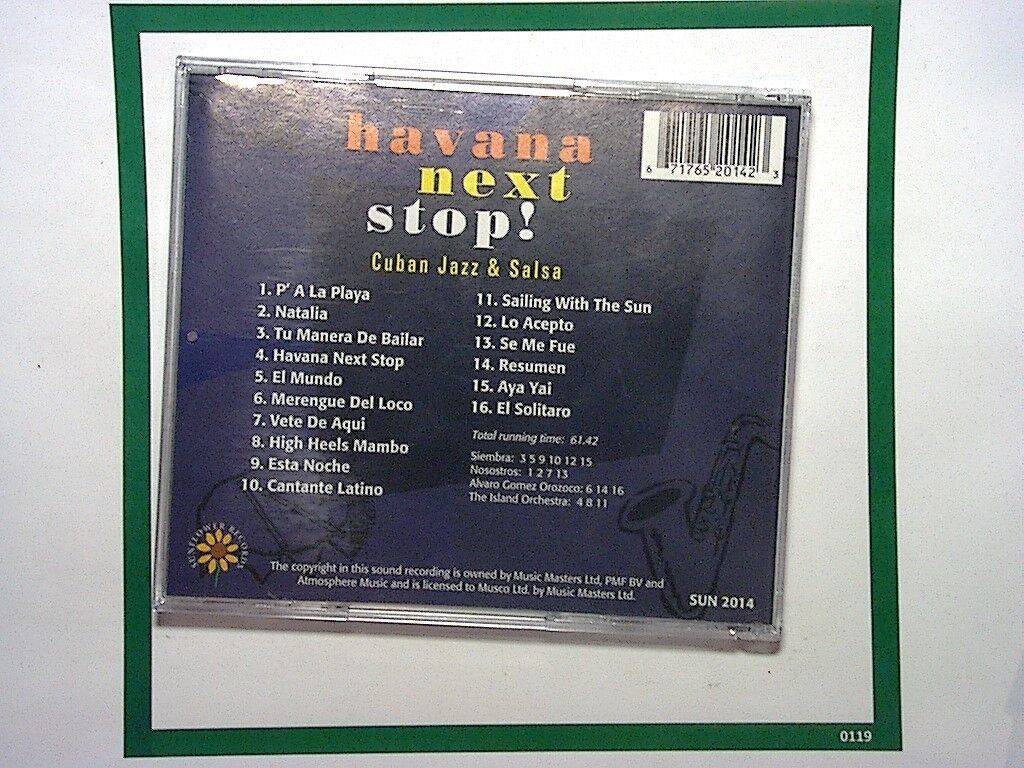 havana
next
stop!
Cuban Jazz & Salsa
6 71765 20142 3
1. P' A La Playa
2. Natalia
3. Tu Manera De Bailar
4. Havana Next Stop
5. El Mundo
6. Merengue Del Loco
7. Vete De Aqui
8. High Heels Mambo
9. Esta Noche
10. Cantante Latino
11. Sailing With The Sun
12. Lo Acepto
13. Se Me Fue
14. Resumen
15. Aya Yai
16. El Solitaro
Total running time: 61.42
Siembra: 3 5 9 10 12 15
Nosostros: 1 2 7 13
Alvaro Gomez Orozoco: 6 14 16
The Island Orchestra: 4 8 11
SUNFLOWER RECORDS
The copyright in this sound recording is owned by Music Masters Ltd, PMF BV and
Atmosphere Music and is licensed to Musco Ltd. by Music Masters Ltd.
SUN 2014
0119